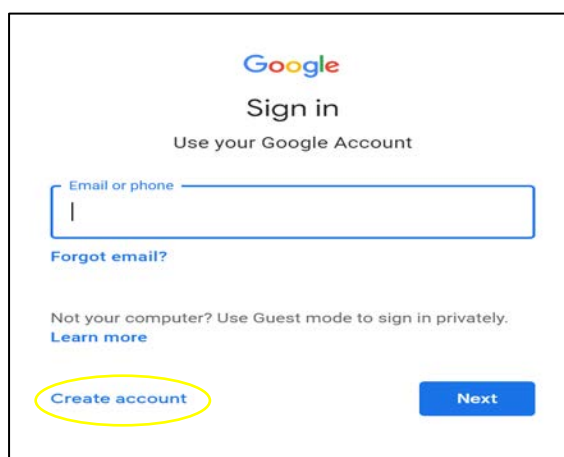 Google
Sign in
Use your Google Account
Email or phone
Forgot email?
Not your computer? Use Guest mode to sign in privately.
Learn more
Create account
Next